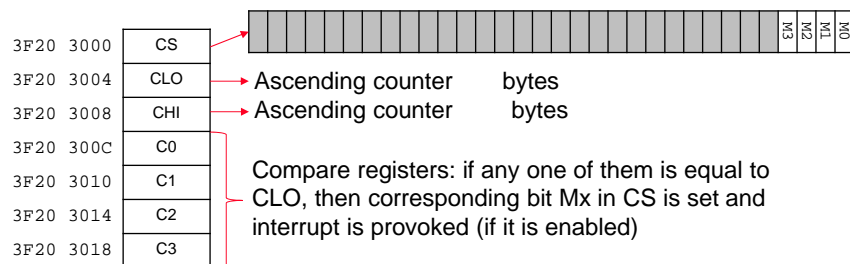 M3 M2 M1 M0
3F20 3000 CS
3F20 3004 CLO Ascending counter bytes
3F20 3008 CHI Ascending counter bytes
3F20 300C C0
3F20 3010 C1
3F20 3014 C2
3F20 3018 C3
Compare registers: if any one of them is equal to
CLO, then corresponding bit Mx in CS is set and
interrupt is provoked (if it is enabled)